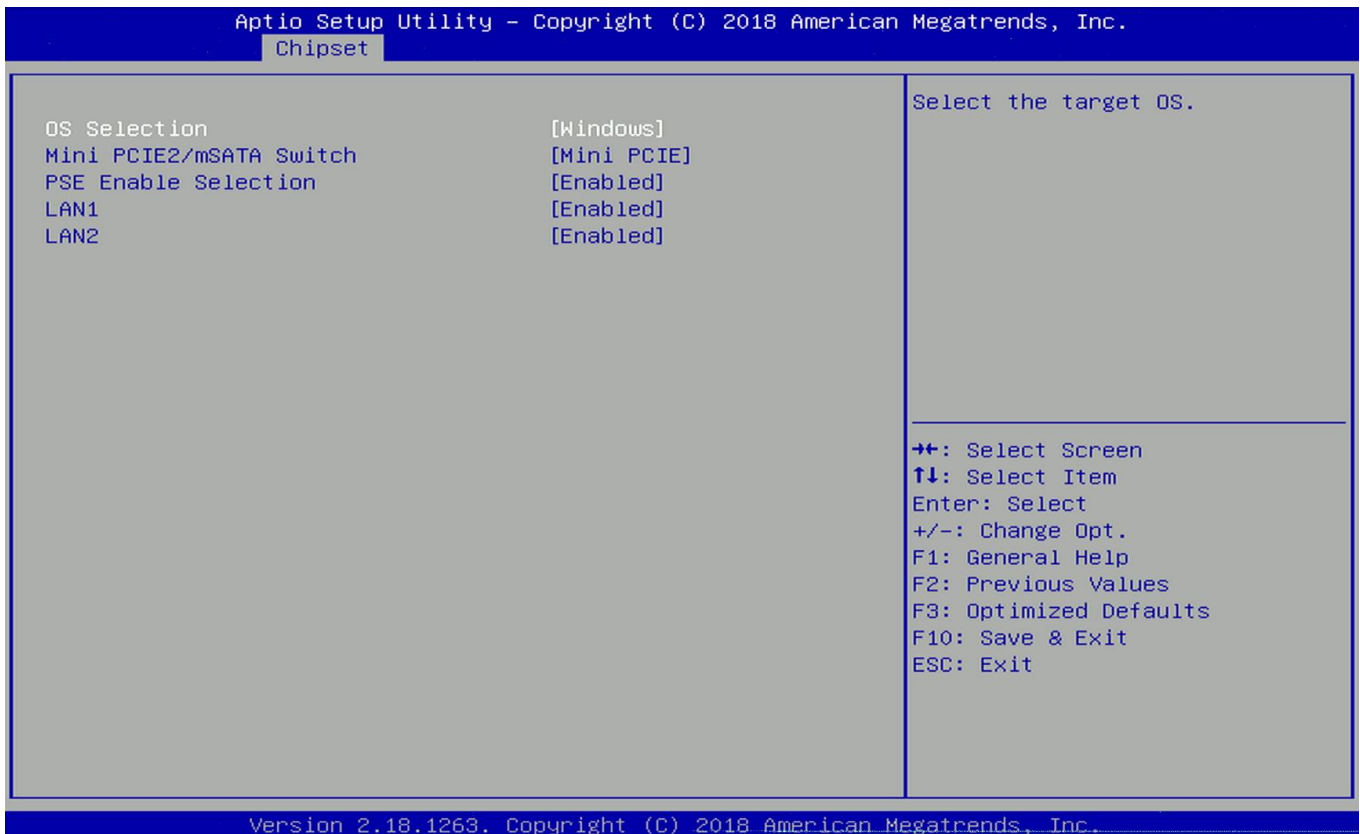 Aptio Setup Utility – Copyright (C) 2018 American Megatrends, Inc.
Chipset
OS Selection [Windows]
Mini PCIE2/mSATA Switch [Mini PCIE]
PSE Enable Selection [Enabled]
LAN1 [Enabled]
LAN2 [Enabled]
Select the target OS.
→←: Select Screen
↑↓: Select Item
Enter: Select
+/-: Change Opt.
F1: General Help
F2: Previous Values
F3: Optimized Defaults
F10: Save & Exit
ESC: Exit
Version 2.18.1263. Copyright (C) 2018 American Megatrends, Inc.